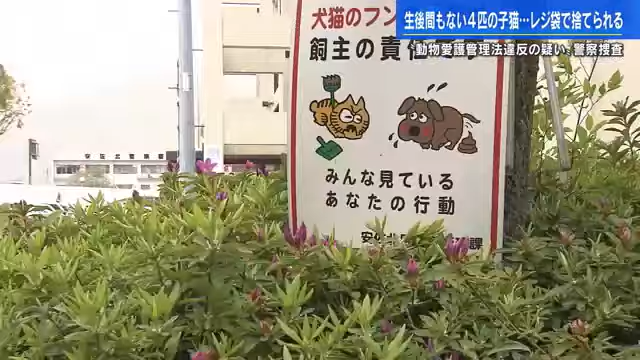 生後間もない４匹の子猫…レジ袋で捨てられる
動物愛護管理法違反の疑い 警察捜査
犬猫のフン
飼主の責任です
みんな見ている
あなたの行動